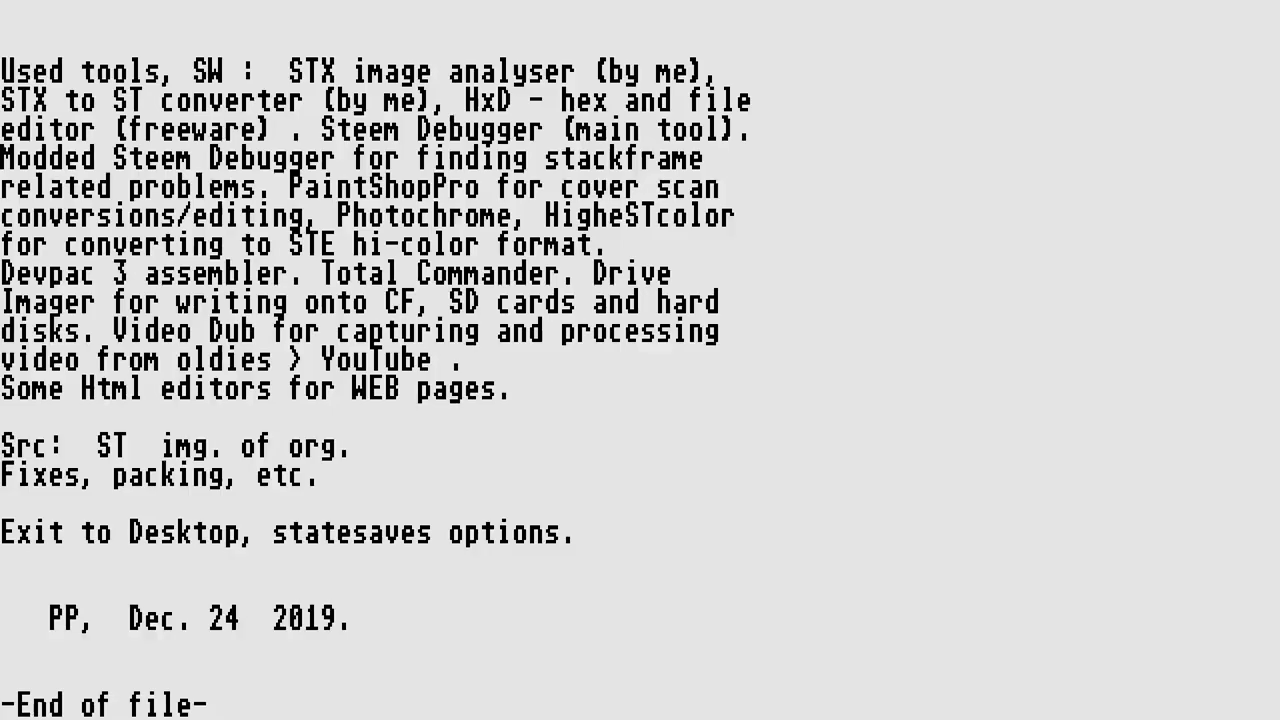 Used tools, SW :  STX image analyser (by me),
STX to ST converter (by me), HxD - hex and file
editor (freeware) . Steem Debugger (main tool).
Modded Steem Debugger for finding stackframe
related problems. PaintShopPro for cover scan
conversions/editing, Photochrome, HigheSTcolor
for converting to STE hi-color format.
Devpac 3 assembler. Total Commander. Drive
Imager for writing onto CF, SD cards and hard
disks. Video Dub for capturing and processing
video from oldies > YouTube .
Some Html editors for WEB pages.
Src:  ST  img. of org.
Fixes, packing, etc.
Exit to Desktop, statesaves options.
PP,  Dec. 24  2019.
-End of file-